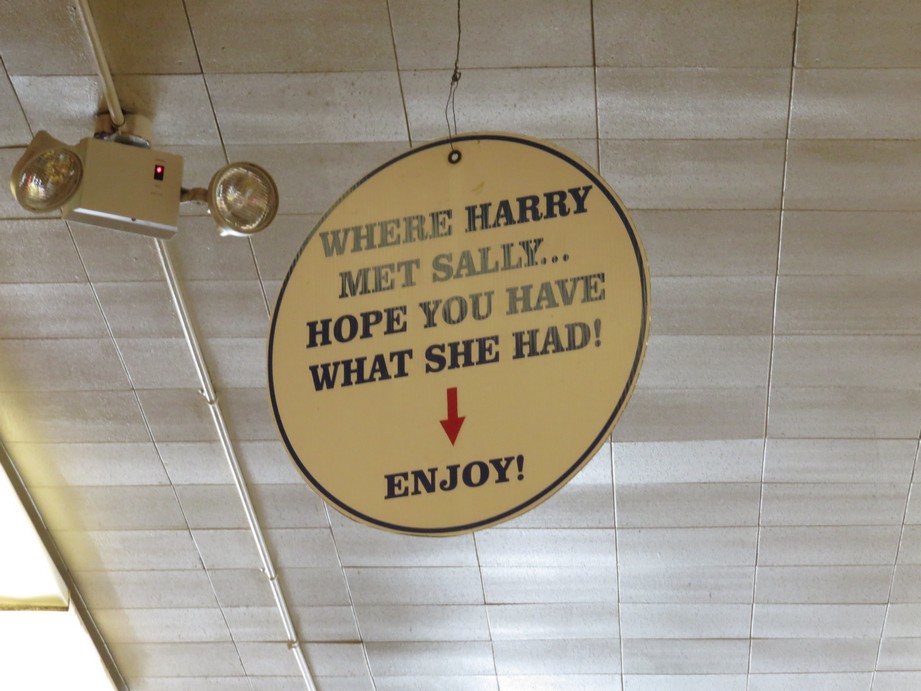 WHERE HARRY
MET SALLY...
HOPE YOU HAVE
WHAT SHE HAD!
ENJOY!